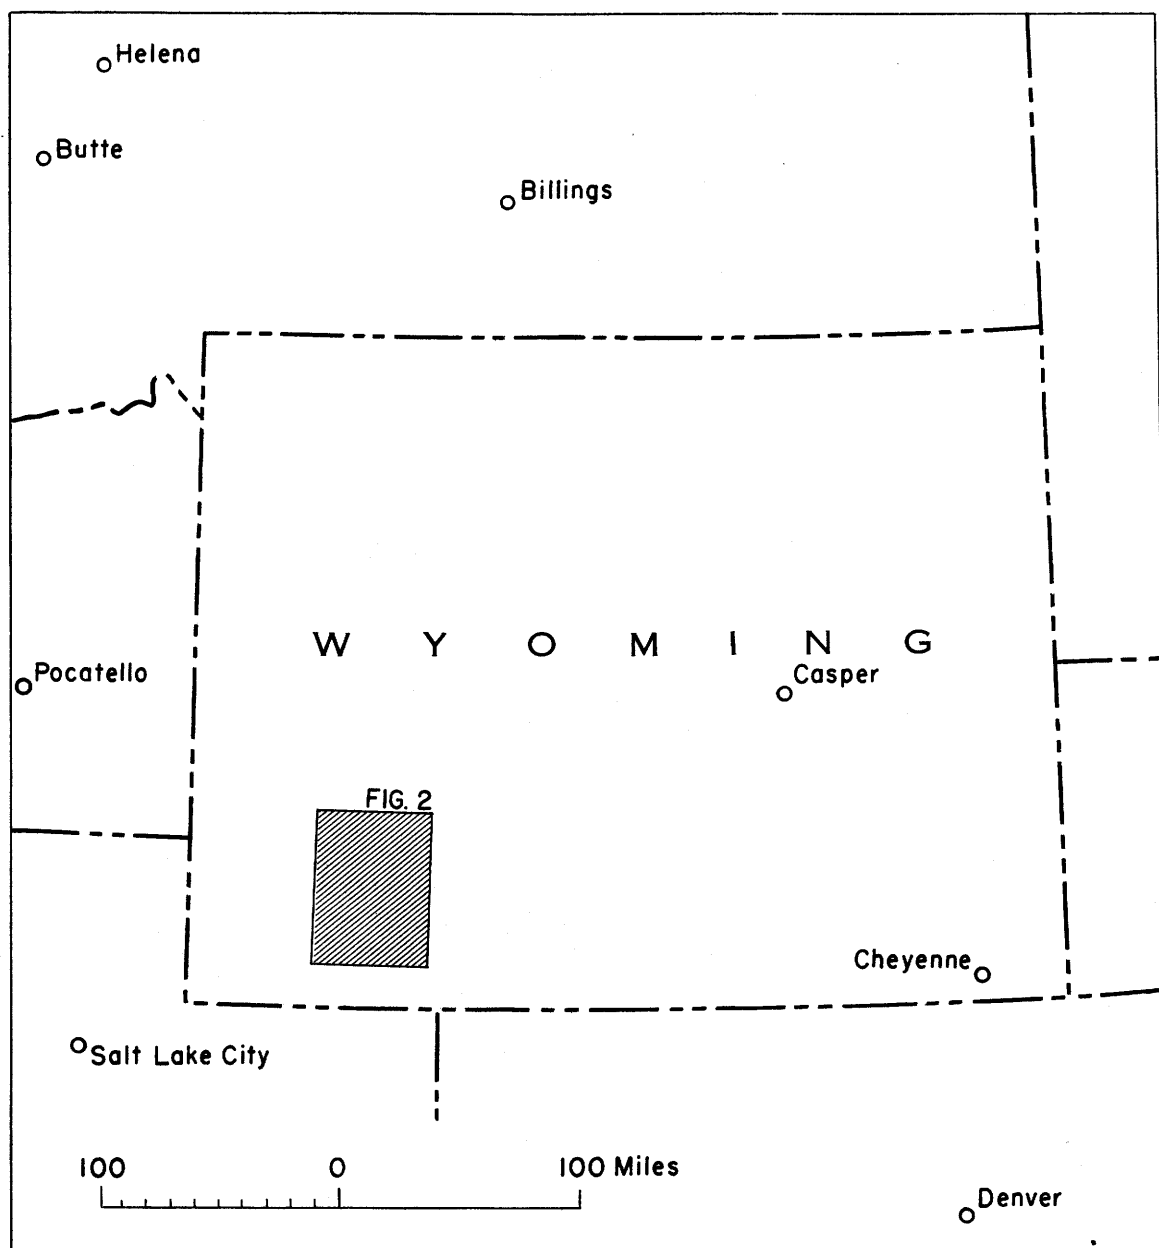 Helena
Butte
Billings
W Y O M I N G
Pocatello
Casper
FIG. 2
Cheyenne
Salt Lake City
100 0 100 Miles
Denver